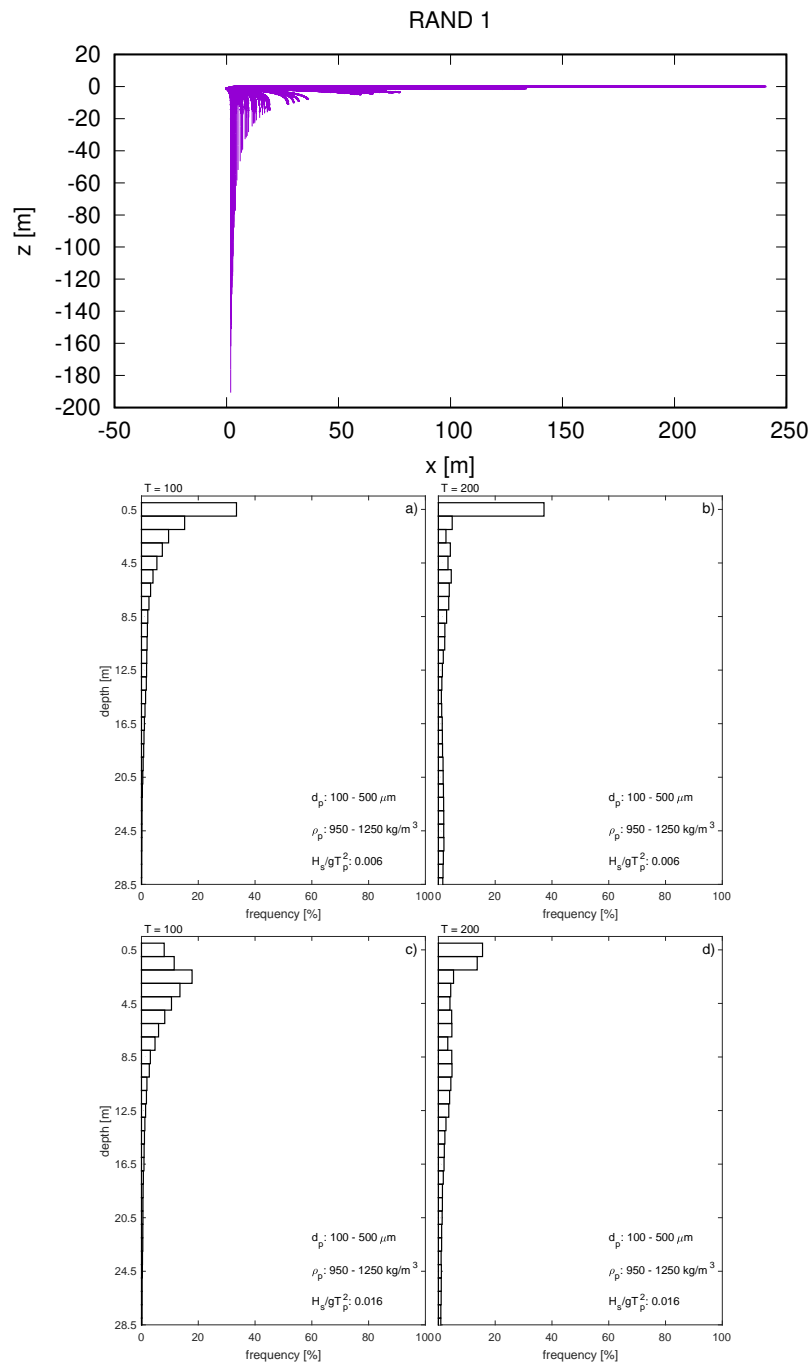 RAND 1
20
0
-20
-40
-60
-80
-100
-120
-140
-160
-180
-200
z [m]
-50 0 50 100 150 200 250
x [m]
T = 100
a)
0.5
4.5
8.5
12.5
16.5
20.5
24.5
28.5
depth [m]
d_p: 100 - 500 μm
ρ_p: 950 - 1250 kg/m^3
H_s/gT_p^2: 0.006
0 20 40 60 80 100
frequency [%]
T = 200
b)
d_p: 100 - 500 μm
ρ_p: 950 - 1250 kg/m^3
H_s/gT_p^2: 0.006
0 20 40 60 80 100
frequency [%]
T = 100
c)
0.5
4.5
8.5
12.5
16.5
20.5
24.5
28.5
depth [m]
d_p: 100 - 500 μm
ρ_p: 950 - 1250 kg/m^3
H_s/gT_p^2: 0.016
0 20 40 60 80 100
frequency [%]
T = 200
d)
d_p: 100 - 500 μm
ρ_p: 950 - 1250 kg/m^3
H_s/gT_p^2: 0.016
0 20 40 60 80 100
frequency [%]